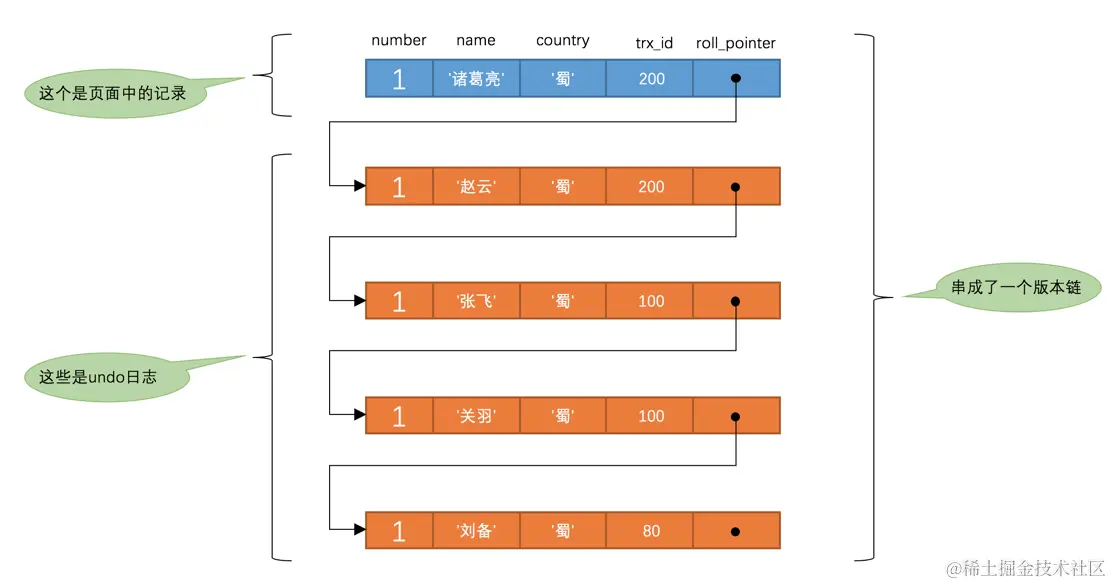 number name country trx_id roll_pointer
这个是页面中的记录
1 '诸葛亮' '蜀' 200
1 '赵云' '蜀' 200
串成了一个版本链
1 '张飞' '蜀' 100
这些是undo日志
1 '关羽' '蜀' 100
1 '刘备' '蜀' 80
@稀土掘金技术社区